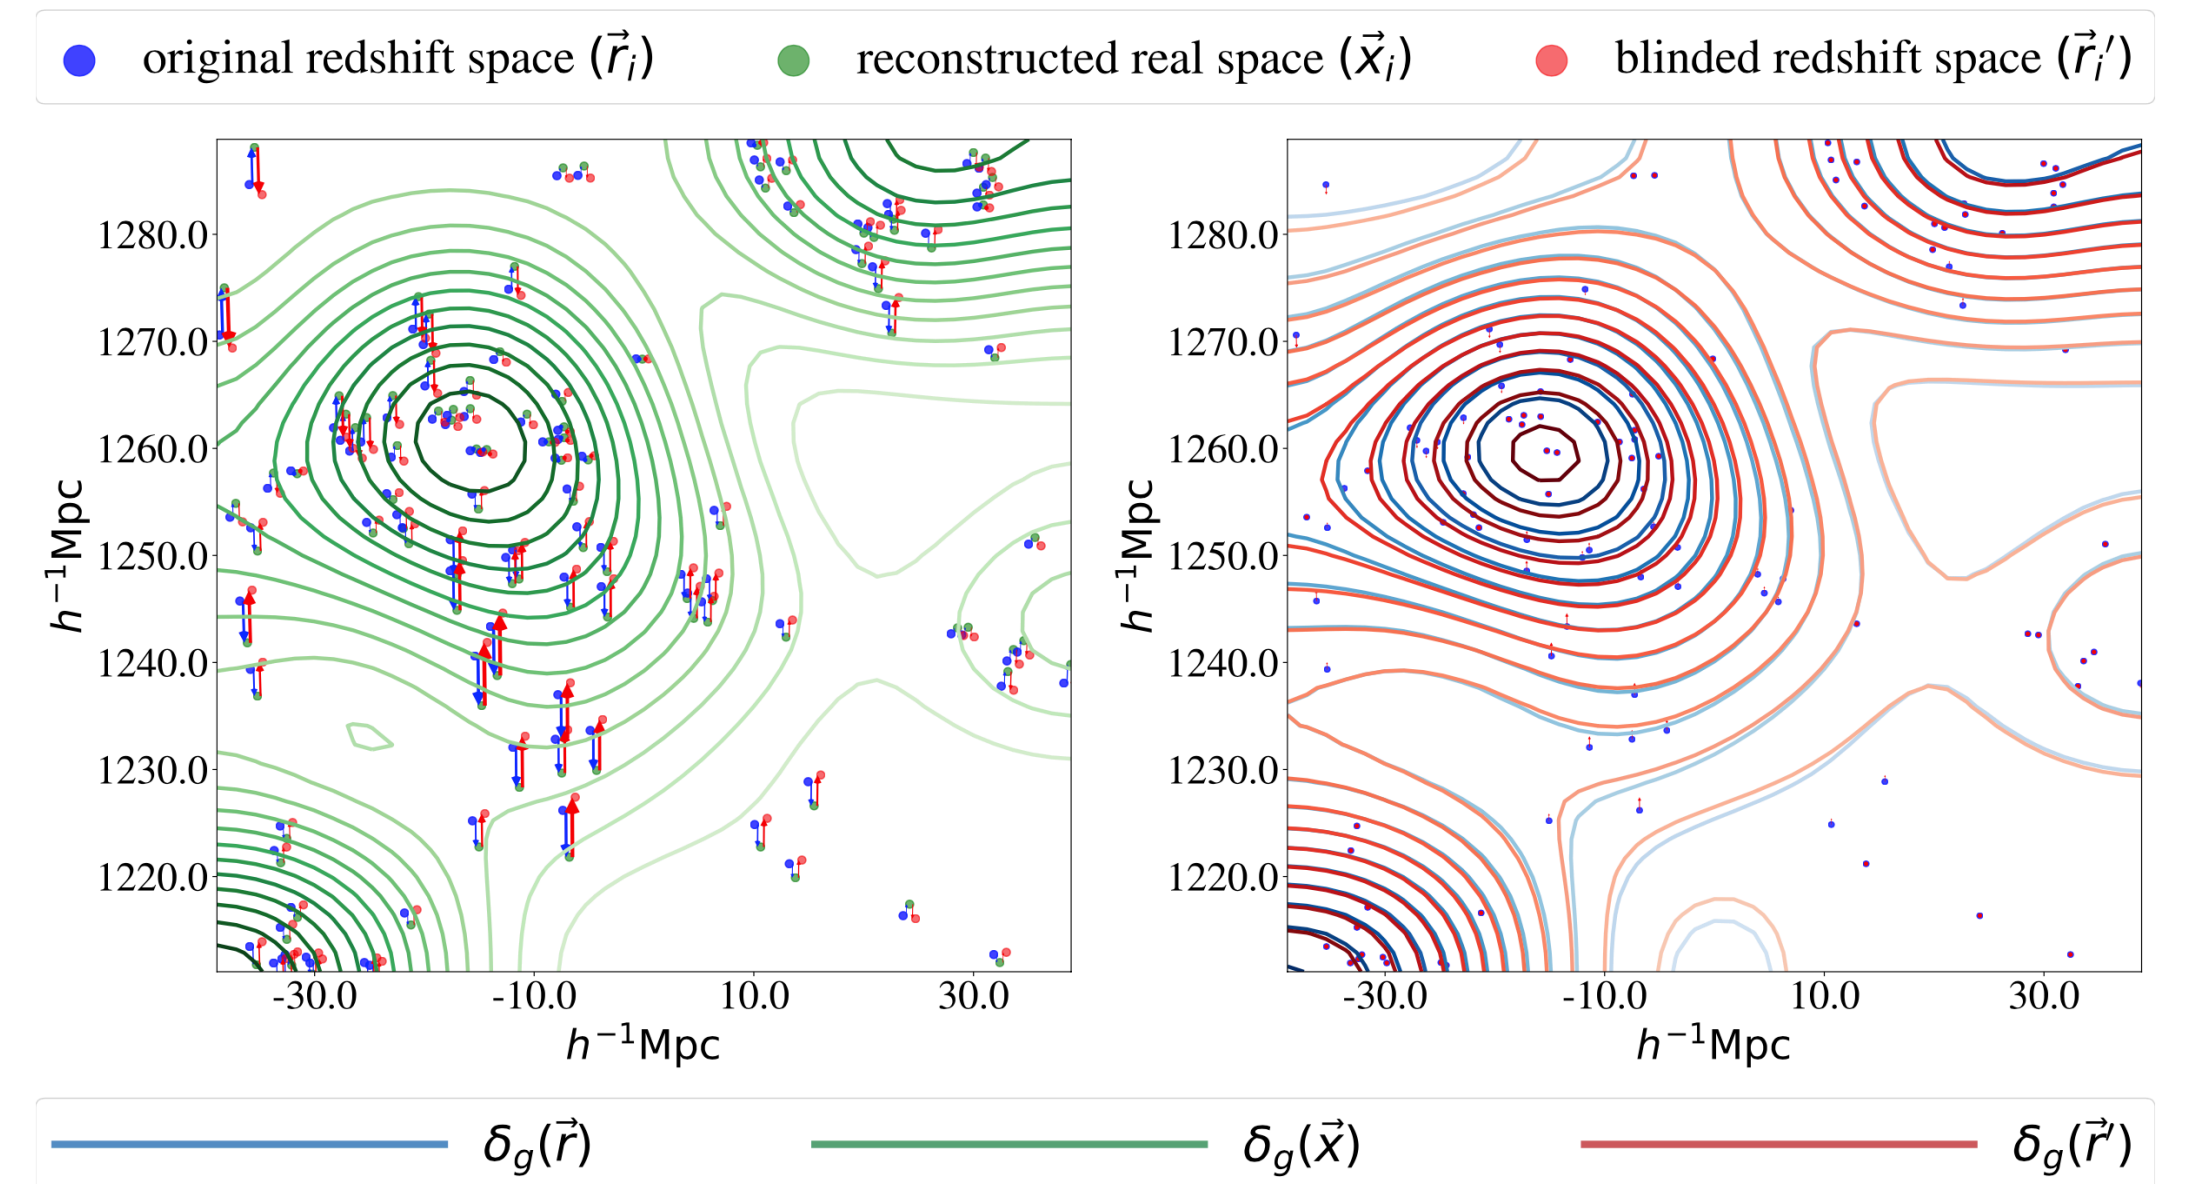 original redshift space (r⃗ᵢ) reconstructed real space (x⃗ᵢ) blinded redshift space (r⃗ᵢ′)
1280.0
1270.0
1260.0
1250.0
1240.0
1230.0
1220.0
h⁻¹Mpc
-30.0 -10.0 10.0 30.0
h⁻¹Mpc
1280.0
1270.0
1260.0
1250.0
1240.0
1230.0
1220.0
h⁻¹Mpc
-30.0 -10.0 10.0 30.0
h⁻¹Mpc
δ_g(r⃗) δ_g(x⃗) δ_g(r⃗′)